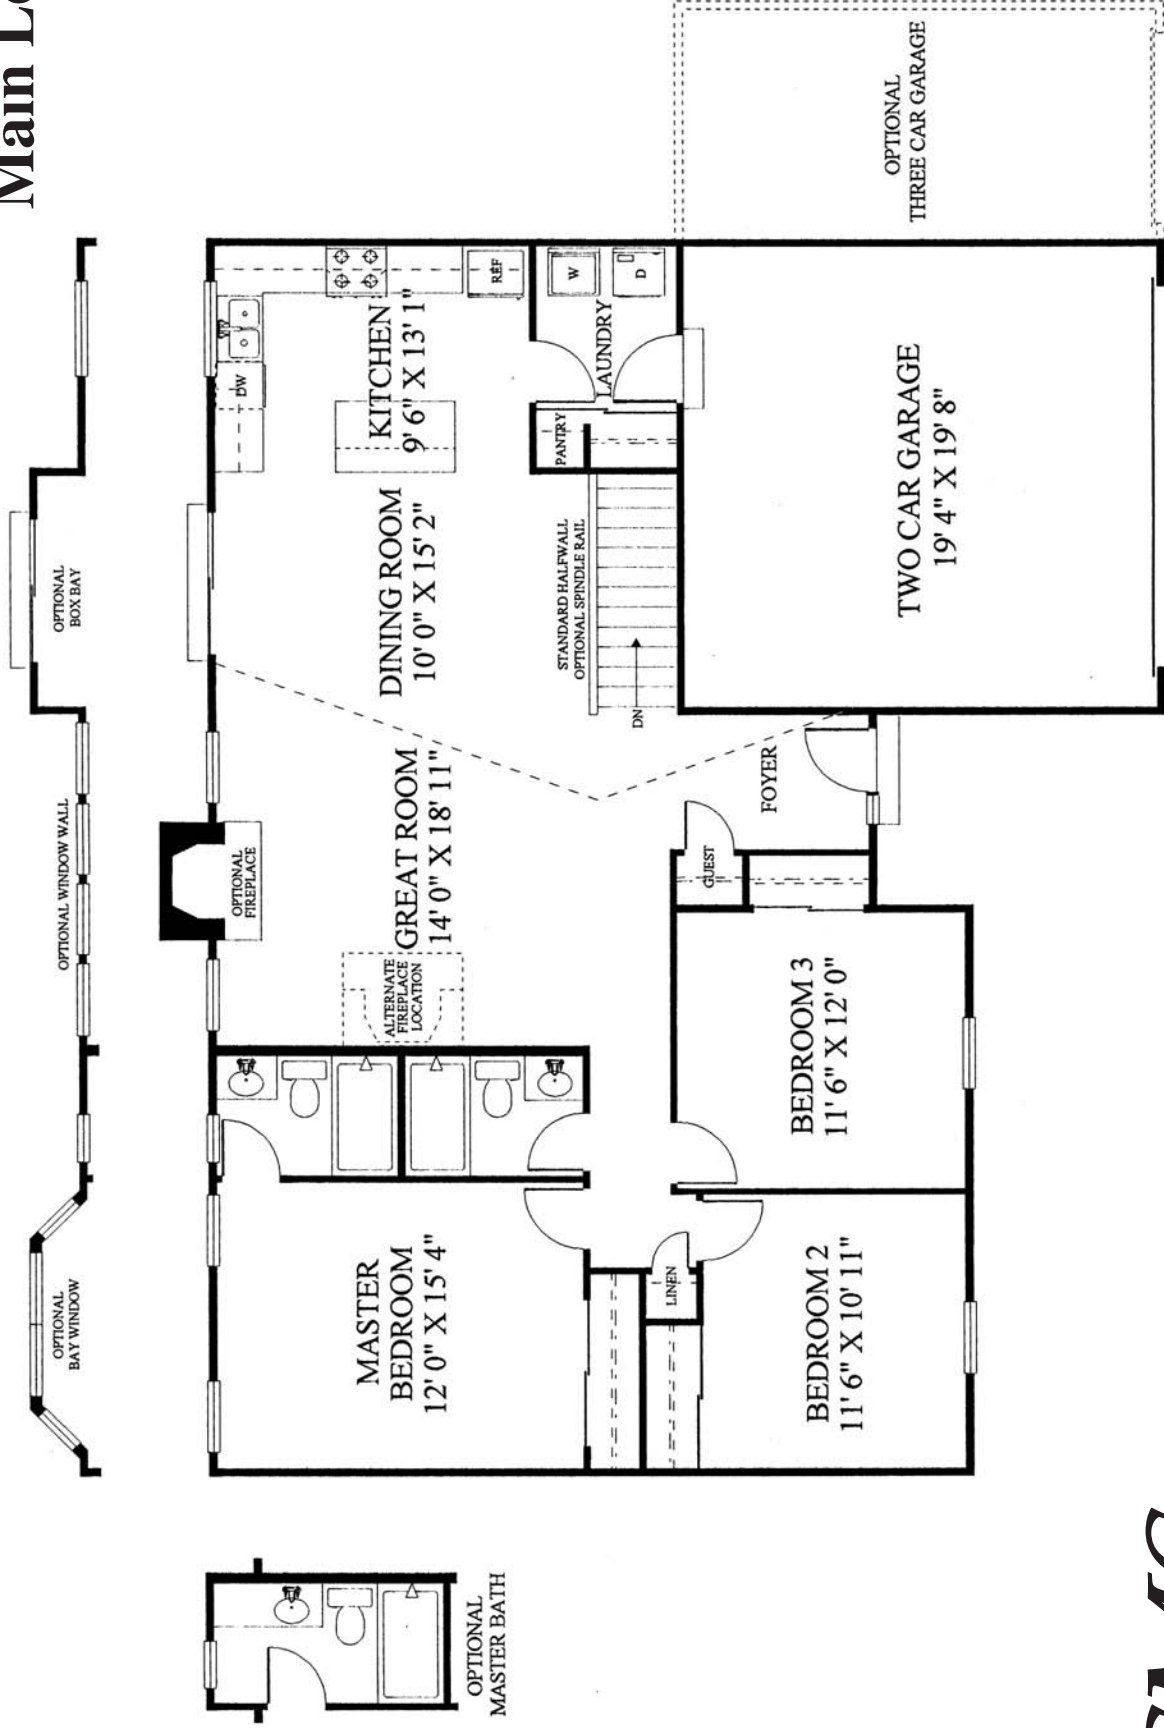 Main
OPTIONAL
THREE CAR GARAGE
OPTIONAL
BOX BAY
OPTIONAL WINDOW WALL
OPTIONAL
BAY WINDOW
KITCHEN
9' 6" X 13' 1"
DW
REF
W
D
LAUNDRY
PANTRY
DINING ROOM
10' 0" X 15' 2"
STANDARD HALFWALL
OPTIONAL SPINDLE RAIL
DN
TWO CAR GARAGE
19' 4" X 19' 8"
GREAT ROOM
14' 0" X 18' 11"
OPTIONAL
FIREPLACE
ALTERNATE
FIREPLACE
LOCATION
FOYER
GUEST
BEDROOM 3
11' 6" X 12' 0"
MASTER
BEDROOM
12' 0" X 15' 4"
LINEN
BEDROOM 2
11' 6" X 10' 11"
OPTIONAL
MASTER BATH